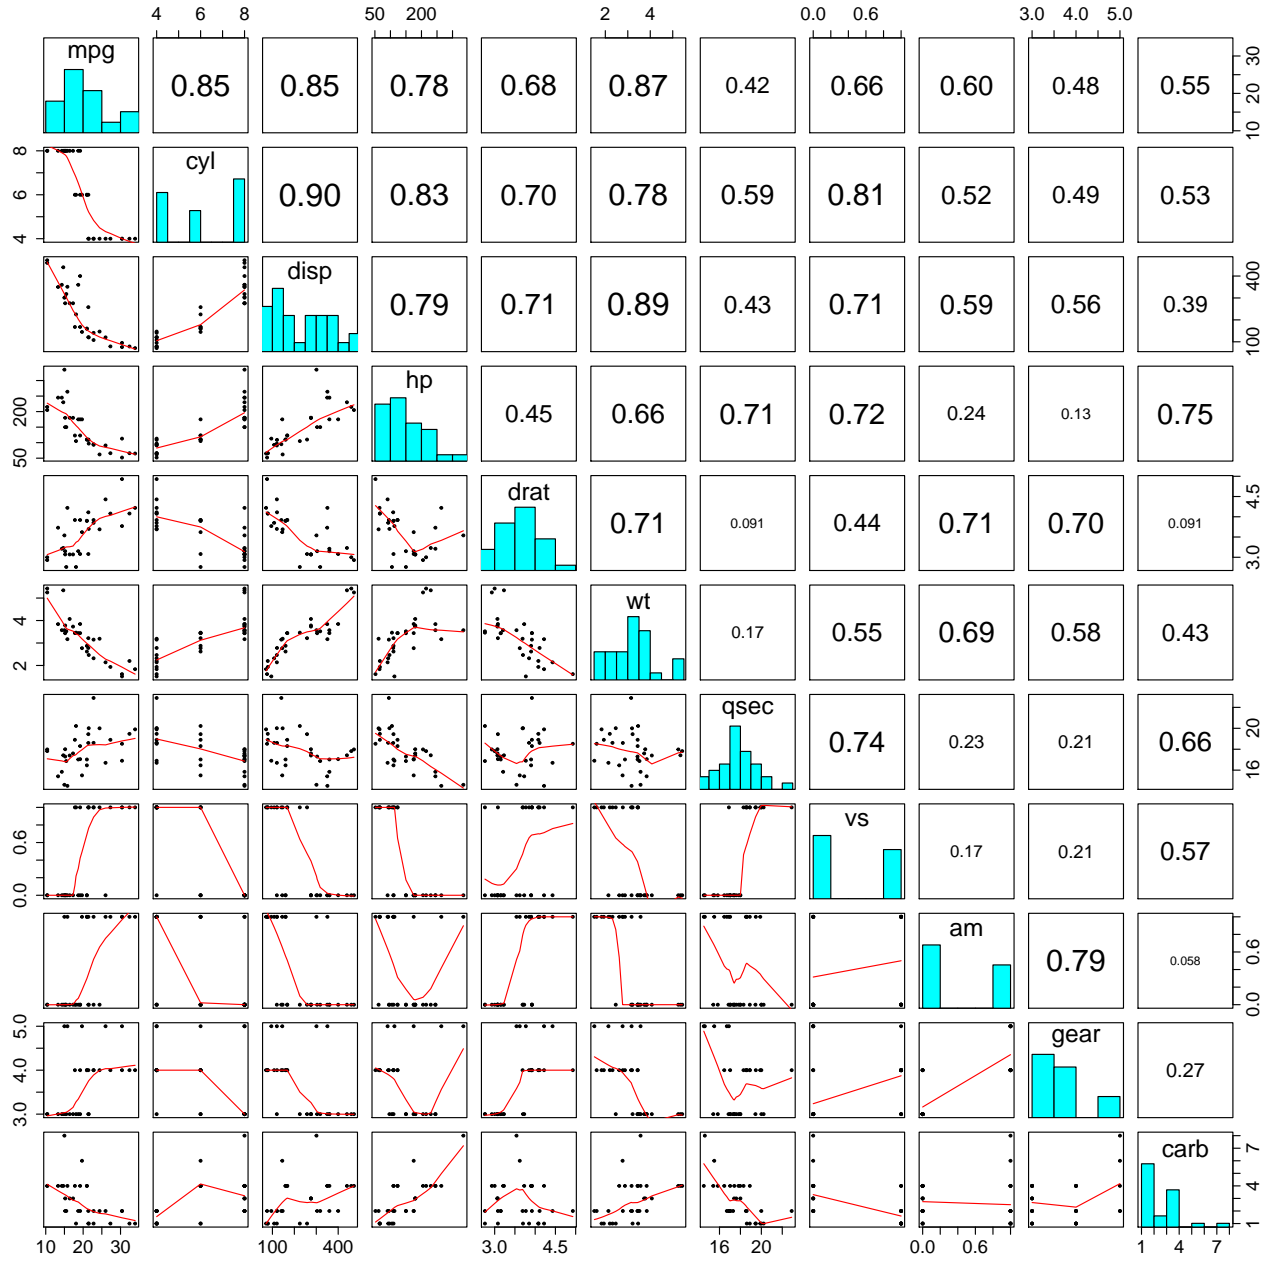 4 6 8 50 200 2 4 0.0 0.6 3.0 4.0 5.0
mpg 0.85 0.85 0.78 0.68 0.87 0.42 0.66 0.60 0.48 0.55 10 20 30
4 6 8 cyl 0.90 0.83 0.70 0.78 0.59 0.81 0.52 0.49 0.53
disp 0.79 0.71 0.89 0.43 0.71 0.59 0.56 0.39 100 400
50 200 hp 0.45 0.66 0.71 0.72 0.24 0.13 0.75
drat 0.71 0.091 0.44 0.71 0.70 0.091 3.0 4.5
2 4 wt 0.17 0.55 0.69 0.58 0.43
qsec 0.74 0.23 0.21 0.66 16 20
0.0 0.6 vs 0.17 0.21 0.57
am 0.79 0.058 0.0 0.6
3.0 4.0 5.0 gear 0.27
carb 1 4 7
10 20 30 100 400 3.0 4.5 16 20 0.0 0.6 1 4 7